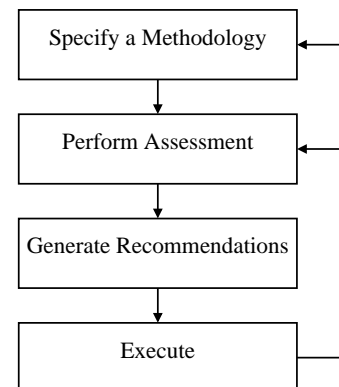 Specify a Methodology
Perform Assessment
Generate Recommendations
Execute